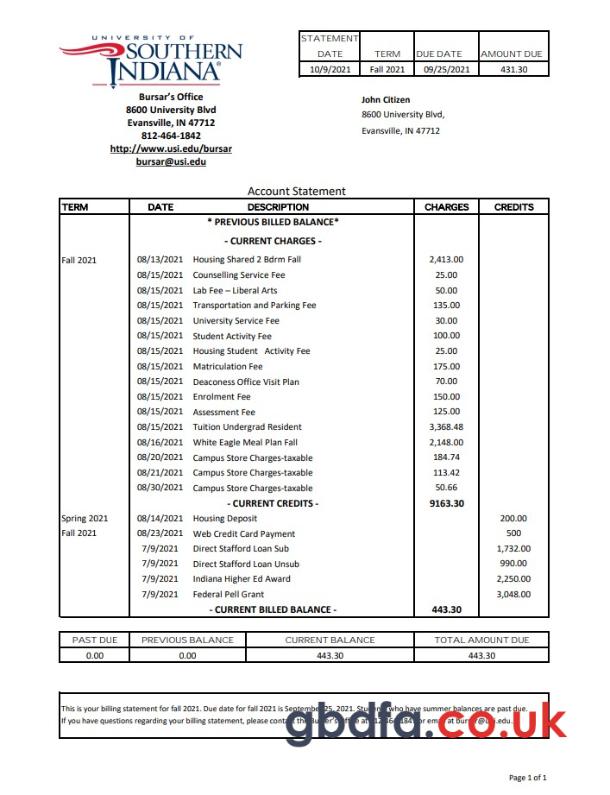 UNIVERSITY OF
SOUTHERN
INDIANA®
Bursar's Office
8600 University Blvd
Evansville, IN 47712
812-464-1842
http://www.usi.edu/bursar
bursar@usi.edu
STATEMENT DATE TERM DUE DATE AMOUNT DUE
10/9/2021 Fall 2021 09/25/2021 431.30
John Citizen
8600 University Blvd,
Evansville, IN 47712
Account Statement
TERM DATE DESCRIPTION CHARGES CREDITS
* PREVIOUS BILLED BALANCE*
- CURRENT CHARGES -
Fall 2021 08/13/2021 Housing Shared 2 Bdrm Fall 2,413.00
08/15/2021 Counselling Service Fee 25.00
08/15/2021 Lab Fee – Liberal Arts 50.00
08/15/2021 Transportation and Parking Fee 135.00
08/15/2021 University Service Fee 30.00
08/15/2021 Student Activity Fee 100.00
08/15/2021 Housing Student Activity Fee 25.00
08/15/2021 Matriculation Fee 175.00
08/15/2021 Deaconess Office Visit Plan 70.00
08/15/2021 Enrolment Fee 150.00
08/15/2021 Assessment Fee 125.00
08/15/2021 Tuition Undergrad Resident 3,368.48
08/16/2021 White Eagle Meal Plan Fall 2,148.00
08/20/2021 Campus Store Charges-taxable 184.74
08/21/2021 Campus Store Charges-taxable 113.42
08/30/2021 Campus Store Charges-taxable 50.66
- CURRENT CREDITS - 9163.30
Spring 2021 08/14/2021 Housing Deposit 200.00
Fall 2021 08/23/2021 Web Credit Card Payment 500
7/9/2021 Direct Stafford Loan Sub 1,732.00
7/9/2021 Direct Stafford Loan Unsub 990.00
7/9/2021 Indiana Higher Ed Award 2,250.00
7/9/2021 Federal Pell Grant 3,048.00
- CURRENT BILLED BALANCE - 443.30
PAST DUE PREVIOUS BALANCE CURRENT BALANCE TOTAL AMOUNT DUE
0.00 0.00 443.30 443.30
This is your billing statement for fall 2021. Due date for fall 2021 is September 25, 2021. who have summer balances are past due.
If you have questions regarding your billing statement, please contact the Bursar's at or email at
gbdfa.co.uk
Page 1 of 1